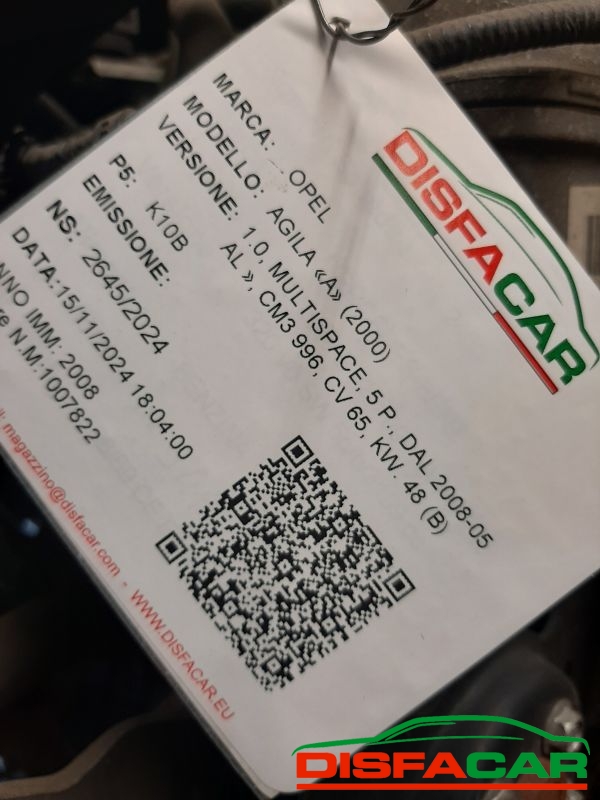 MARCA: OPEL
MODELLO: AGILA «A» (2000)
VERSIONE: 1.0, MULTISPACE, 5 P., DAL 2008-05
AL », CM3 996, CV 65, KW. 48 (B)
P5: K10B
EMISSIONE:
NS: 2645/2024
DATA:15/11/2024 18:04:00
NNO IMM: 2008
N.M.:1007822
magazzino@disfacar.com - WWW.DISFACAR.EU
DISFACAR
DISFACAR